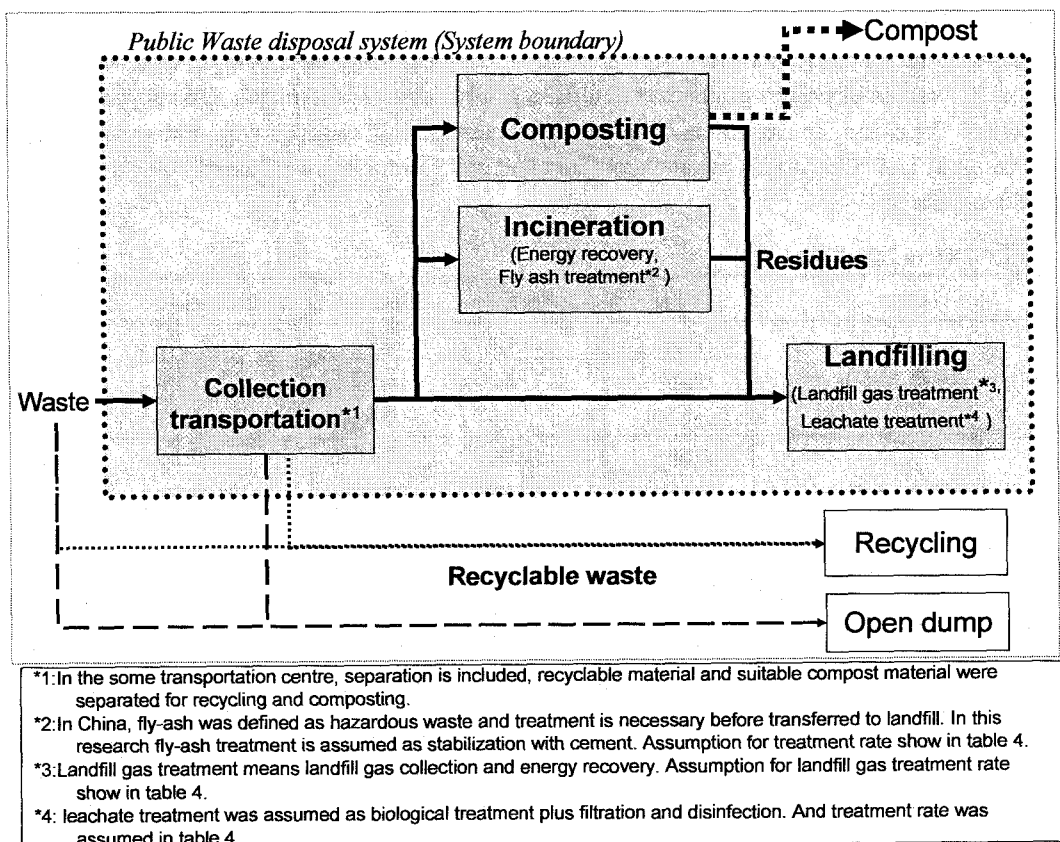 Public Waste disposal system (System boundary)
Compost
Composting
Incineration
(Energy recovery,
Fly ash treatment*2 )
Residues
Landfilling
(Landfill gas treatment*3,
Leachate treatment*4 )
Collection
transportation*1
Waste
Recycling
Recyclable waste
Open dump
*1:In the some transportation centre, separation is included, recyclable material and suitable compost material were
separated for recycling and composting.
*2:In China, fly-ash was defined as hazardous waste and treatment is necessary before transferred to landfill. In this
research fly-ash treatment is assumed as stabilization with cement. Assumption for treatment rate show in table 4.
*3:Landfill gas treatment means landfill gas collection and energy recovery. Assumption for landfill gas treatment rate
show in table 4.
*4: leachate treatment was assumed as biological treatment plus filtration and disinfection. And treatment rate was
assumed in table 4